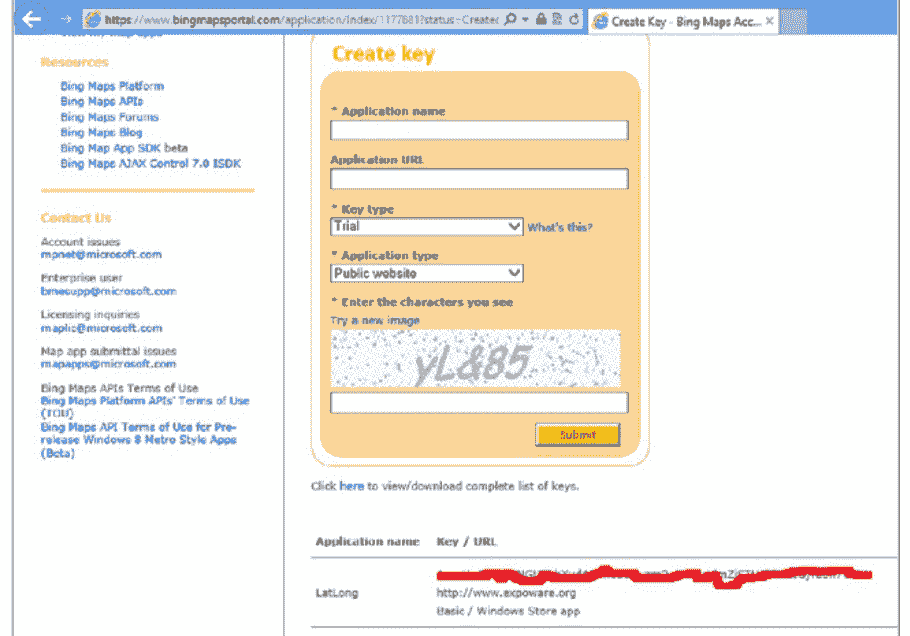 https://www.bingmapsportal.com/application/index/1177681?status=Created
Create Key - Bing Maps Acc...
Resources
Bing Maps Platform
Bing Maps APIs
Bing Maps Forums
Bing Maps Blog
Bing Map App SDK beta
Bing Maps AJAX Control 7.0 ISDK
Contact Us
Account issues
mpnet@microsoft.com
Enterprise user
bmesupp@microsoft.com
Licensing inquiries
maplic@microsoft.com
Map app submittal issues
mapapps@microsoft.com
Bing Maps APIs Terms of Use
Bing Maps Platform APIs' Terms of Use
(TOU)
Bing Maps API Terms of Use for Pre-
release Windows 8 Metro Style Apps
(Beta)
Create key
* Application name
Application URL
* Key type
Trial What's this?
* Application type
Public website
* Enter the characters you see
Try a new image
yL&85
Submit
Click here to view/download complete list of keys.
Application name Key / URL
LatLong
http://www.expoware.org
Basic / Windows Store app